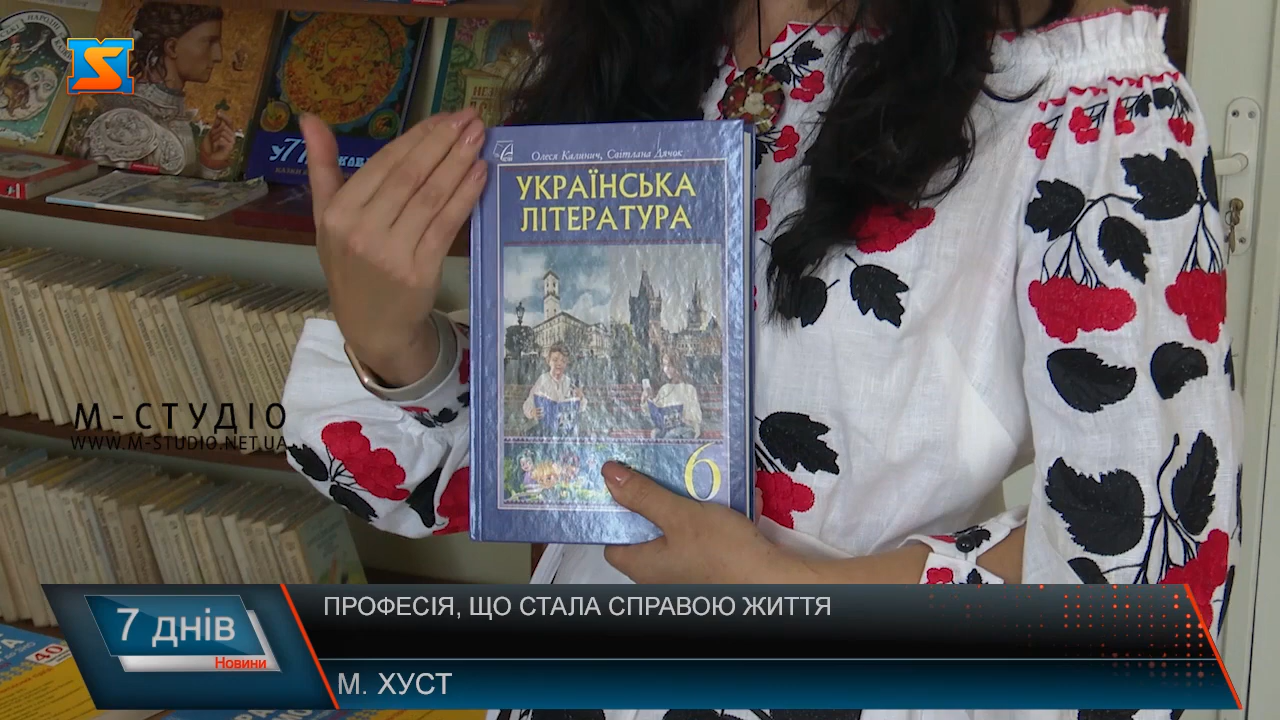 Олеся Калинич, Світлана Дячок
УКРАЇНСЬКА
ЛІТЕРАТУРА
6
М-СТУДІО
WWW.M-STUDIO.NET.UA
7 днів
Новини
ПРОФЕСІЯ, ЩО СТАЛА СПРАВОЮ ЖИТТЯ
М. ХУСТ
40